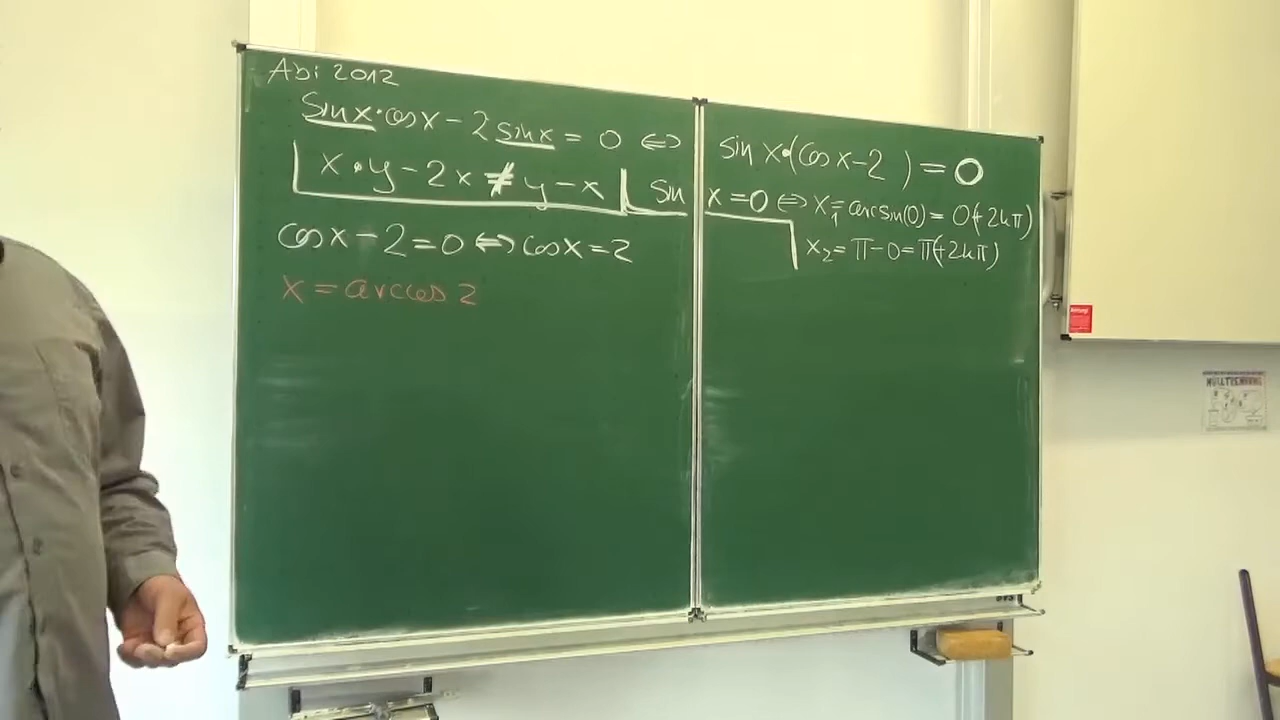 Abi 2012
sin x · cos x – 2 sin x = 0 ⇔ sin x · (cos x – 2 ) = 0
x · y – 2x ≠ y – x
sin x = 0 ⇔ x₁ = arcsin(0) = 0(+2kπ)
x₂ = π – 0 = π(+2kπ)
cos x – 2 = 0 ⇔ cos x = 2
x = arccos 2
MÜLLTRENNUNG